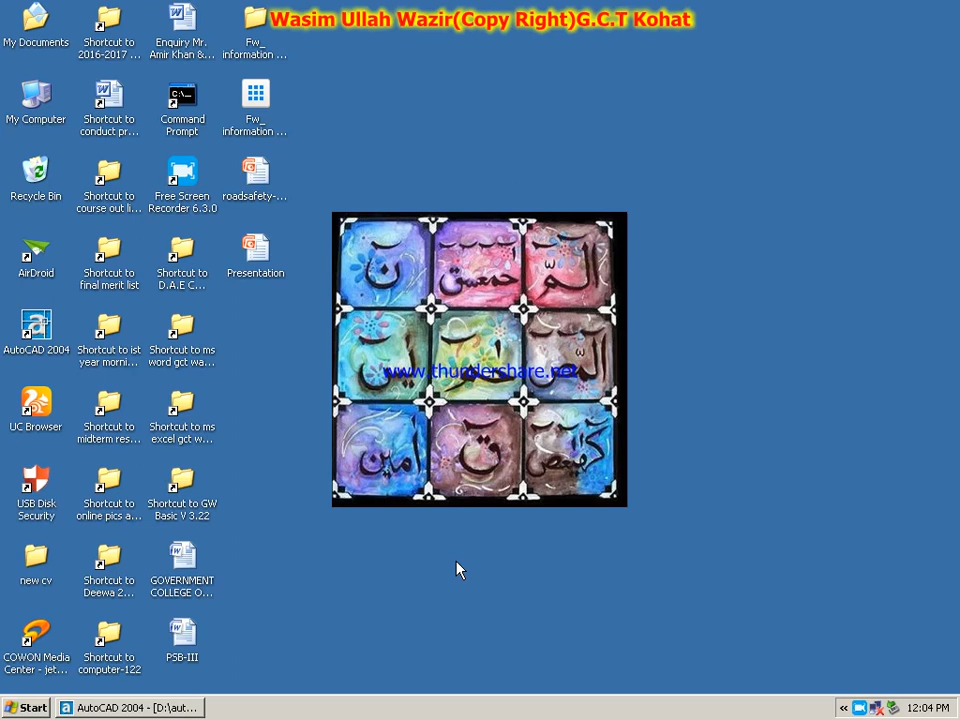 Wasim Ullah Wazir(Copy Right)G.C.T Kohat
My Documents
Shortcut to
2016-2017 ...
Enquiry Mr.
Amir Khan &...
Fw_
information ...
My Computer
Shortcut to
conduct pr...
Command
Prompt
Fw_
information ...
Recycle Bin
Shortcut to
course out li...
Free Screen
Recorder 6.3.0
roadsafety-...
AirDroid
Shortcut to
final merit list
Shortcut to
D.A.E C...
Presentation
AutoCAD 2004
Shortcut to ist
year morni...
Shortcut to ms
word gct wa...
UC Browser
Shortcut to
midterm res...
Shortcut to ms
excel gct w...
USB Disk
Security
Shortcut to
online pics a...
Shortcut to GW
Basic V 3.22
new cv
Shortcut to
Deewa 2...
GOVERNMENT
COLLEGE O...
COWON Media
Center - jet...
Shortcut to
computer-122
PSB-III
C:\...
الٓمّٓ
حٰمٓعٓسٓقٓ
نٓ
كٓهٰيٰعٓصٓ
قٓ
اٰمين
www.thundershare.net
Start
AutoCAD 2004 - [D:\aut...
12:04 PM